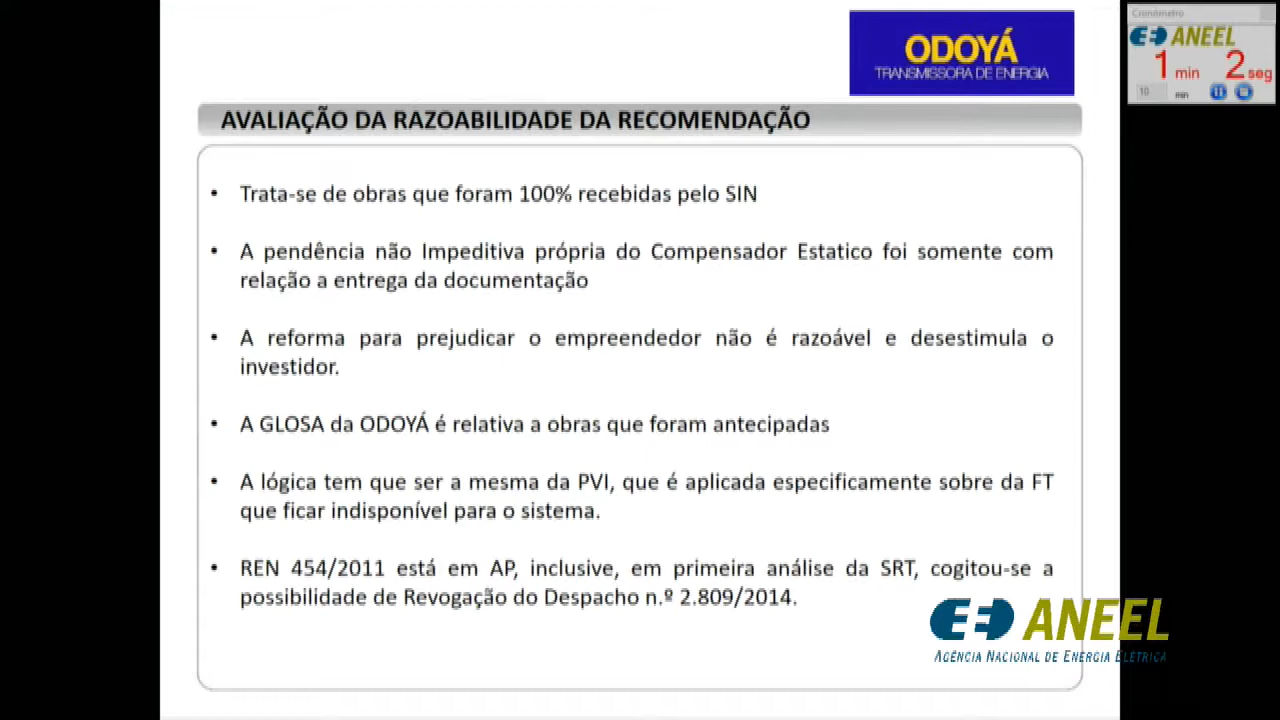 ODOYÁ
TRANSMISSORA DE ENERGIA
Cronômetro
ANEEL
1 min 2 seg
10 min
AVALIAÇÃO DA RAZOABILIDADE DA RECOMENDAÇÃO
• Trata-se de obras que foram 100% recebidas pelo SIN
• A pendência não Impeditiva própria do Compensador Estatico foi somente com
relação a entrega da documentação
• A reforma para prejudicar o empreendedor não é razoável e desestimula o
investidor.
• A GLOSA da ODOYÁ é relativa a obras que foram antecipadas
• A lógica tem que ser a mesma da PVI, que é aplicada especificamente sobre da FT
que ficar indisponível para o sistema.
• REN 454/2011 está em AP, inclusive, em primeira análise da SRT, cogitou-se a
possibilidade de Revogação do Despacho n.º 2.809/2014.
ANEEL
AGÊNCIA NACIONAL DE ENERGIA ELÉTRICA